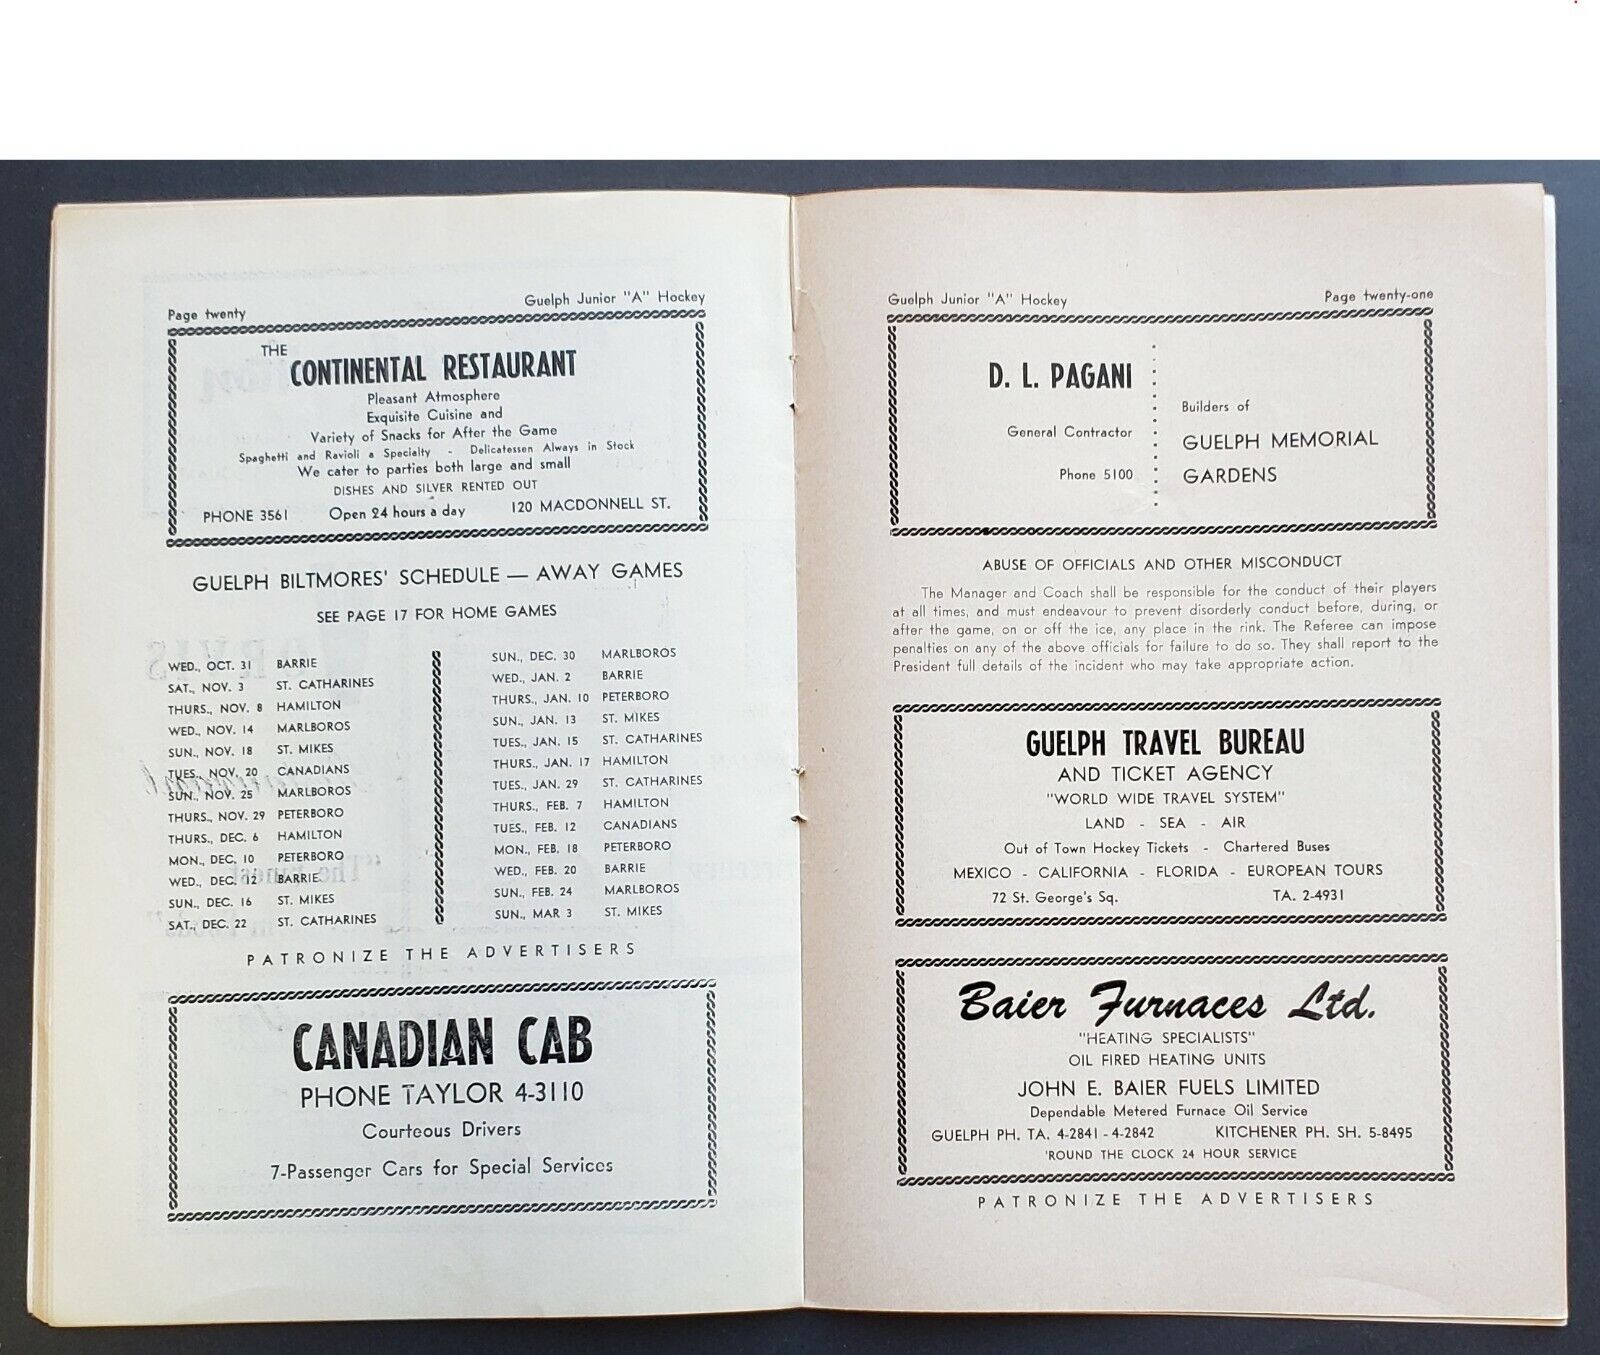 Page twenty
Guelph Junior "A" Hockey
THE
CONTINENTAL RESTAURANT
Pleasant Atmosphere
Exquisite Cuisine and
Variety of Snacks for After the Game
Spaghetti and Ravioli a Specialty - Delicatessen Always in Stock
We cater to parties both large and small
DISHES AND SILVER RENTED OUT
PHONE 3561 Open 24 hours a day 120 MACDONNELL ST.
GUELPH BILTMORES' SCHEDULE — AWAY GAMES
SEE PAGE 17 FOR HOME GAMES
WED., OCT. 31 BARRIE
SAT., NOV. 3 ST. CATHARINES
THURS., NOV. 8 HAMILTON
WED., NOV. 14 MARLBOROS
SUN., NOV. 18 ST. MIKES
TUES., NOV. 20 CANADIANS
SUN., NOV. 25 MARLBOROS
THURS., NOV. 29 PETERBORO
THURS., DEC. 6 HAMILTON
MON., DEC. 10 PETERBORO
WED., DEC. 12 BARRIE
SUN., DEC. 16 ST. MIKES
SAT., DEC. 22 ST. CATHARINES
SUN., DEC. 30 MARLBOROS
WED., JAN. 2 BARRIE
THURS., JAN. 10 PETERBORO
SUN., JAN. 13 ST. MIKES
TUES., JAN. 15 ST. CATHARINES
THURS., JAN. 17 HAMILTON
TUES., JAN. 29 ST. CATHARINES
THURS., FEB. 7 HAMILTON
TUES., FEB. 12 CANADIANS
MON., FEB. 18 PETERBORO
WED., FEB. 20 BARRIE
SUN., FEB. 24 MARLBOROS
SUN., MAR 3 ST. MIKES
PATRONIZE THE ADVERTISERS
CANADIAN CAB
PHONE TAYLOR 4-3110
Courteous Drivers
7-Passenger Cars for Special Services
Guelph Junior "A" Hockey
Page twenty-one
D. L. PAGANI
General Contractor
Phone 5100
Builders of
GUELPH MEMORIAL
GARDENS
ABUSE OF OFFICIALS AND OTHER MISCONDUCT
The Manager and Coach shall be responsible for the conduct of their players
at all times, and must endeavour to prevent disorderly conduct before, during, or
after the game, on or off the ice, any place in the rink. The Referee can impose
penalties on any of the above officials for failure to do so. They shall report to the
President full details of the incident who may take appropriate action.
GUELPH TRAVEL BUREAU
AND TICKET AGENCY
"WORLD WIDE TRAVEL SYSTEM"
LAND - SEA - AIR
Out of Town Hockey Tickets - Chartered Buses
MEXICO - CALIFORNIA - FLORIDA - EUROPEAN TOURS
72 St. George's Sq. TA. 2-4931
Baier Furnaces Ltd.
"HEATING SPECIALISTS"
OIL FIRED HEATING UNITS
JOHN E. BAIER FUELS LIMITED
Dependable Metered Furnace Oil Service
GUELPH PH. TA. 4-2841 - 4-2842 KITCHENER PH. SH. 5-8495
'ROUND THE CLOCK 24 HOUR SERVICE
PATRONIZE THE ADVERTISERS